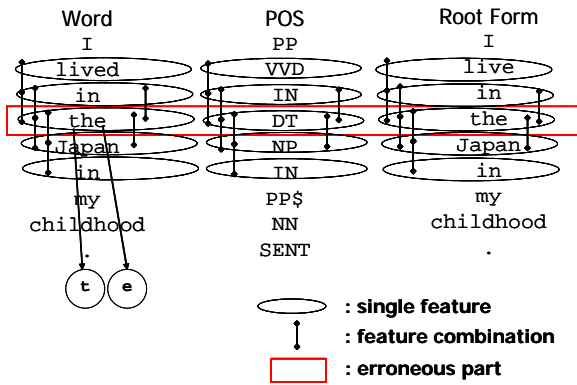 Word POS Root Form
I PP I
lived VVD live
in IN in
the DT the
Japan NP Japan
in IN in
my PP$ my
childhood NN childhood
. SENT .
t e
: single feature
: feature combination
: erroneous part